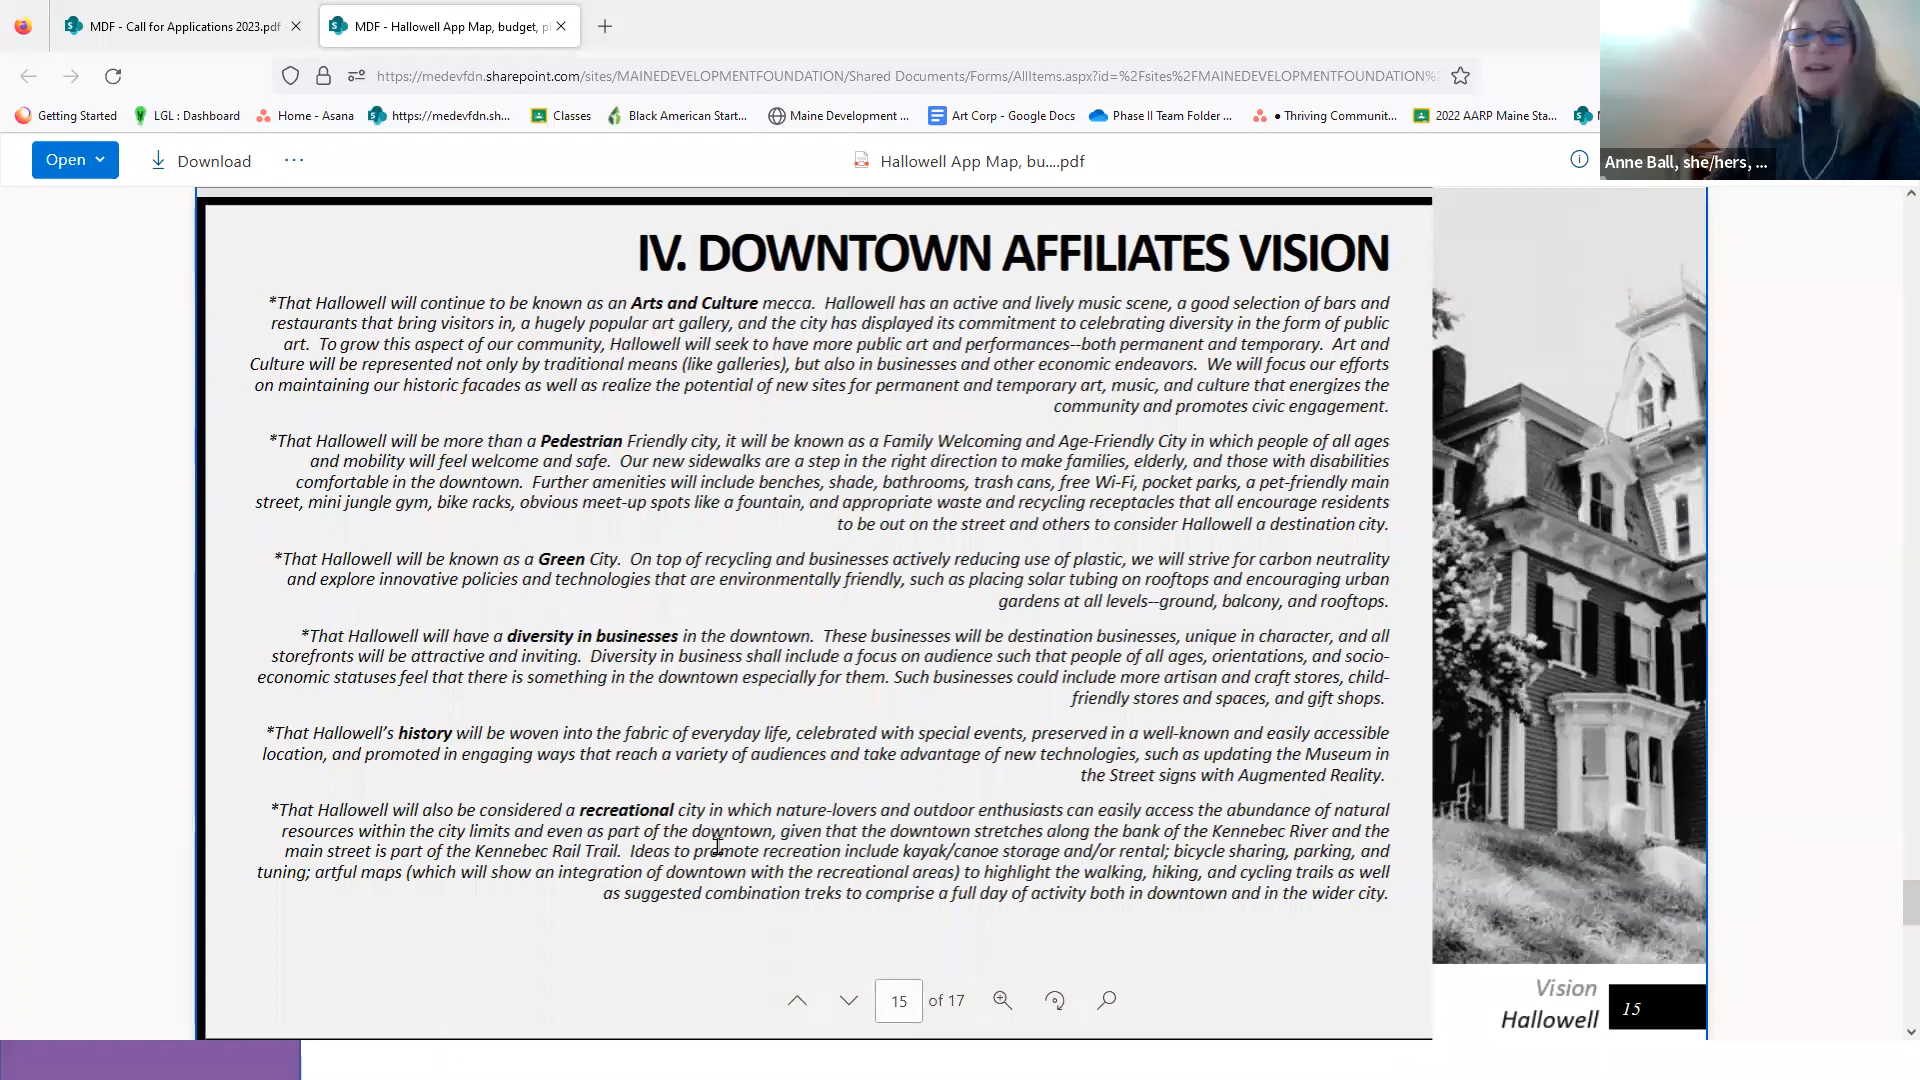 MDF - Call for Applications 2023.pdf
MDF - Hallowell App Map, budget, p
https://medevfdn.sharepoint.com/sites/MAINEDEVELOPMENTFOUNDATION/Shared Documents/Forms/AllItems.aspx?id=%2Fsites%2FMAINEDEVELOPMENTFOUNDATION%
Getting Started LGL : Dashboard Home - Asana https://medevfdn.sh... Classes Black American Start... Maine Development ... Art Corp - Google Docs Phase II Team Folder ... • Thriving Communit... 2022 AARP Maine Sta...
Open Download ... Hallowell App Map, bu....pdf
Anne Ball, she/hers, ...
IV. DOWNTOWN AFFILIATES VISION
*That Hallowell will continue to be known as an Arts and Culture mecca. Hallowell has an active and lively music scene, a good selection of bars and
restaurants that bring visitors in, a hugely popular art gallery, and the city has displayed its commitment to celebrating diversity in the form of public
art. To grow this aspect of our community, Hallowell will seek to have more public art and performances--both permanent and temporary. Art and
Culture will be represented not only by traditional means (like galleries), but also in businesses and other economic endeavors. We will focus our efforts
on maintaining our historic facades as well as realize the potential of new sites for permanent and temporary art, music, and culture that energizes the
community and promotes civic engagement.
*That Hallowell will be more than a Pedestrian Friendly city, it will be known as a Family Welcoming and Age-Friendly City in which people of all ages
and mobility will feel welcome and safe. Our new sidewalks are a step in the right direction to make families, elderly, and those with disabilities
comfortable in the downtown. Further amenities will include benches, shade, bathrooms, trash cans, free Wi-Fi, pocket parks, a pet-friendly main
street, mini jungle gym, bike racks, obvious meet-up spots like a fountain, and appropriate waste and recycling receptacles that all encourage residents
to be out on the street and others to consider Hallowell a destination city.
*That Hallowell will be known as a Green City. On top of recycling and businesses actively reducing use of plastic, we will strive for carbon neutrality
and explore innovative policies and technologies that are environmentally friendly, such as placing solar tubing on rooftops and encouraging urban
gardens at all levels--ground, balcony, and rooftops.
*That Hallowell will have a diversity in businesses in the downtown. These businesses will be destination businesses, unique in character, and all
storefronts will be attractive and inviting. Diversity in business shall include a focus on audience such that people of all ages, orientations, and socio-
economic statuses feel that there is something in the downtown especially for them. Such businesses could include more artisan and craft stores, child-
friendly stores and spaces, and gift shops.
*That Hallowell's history will be woven into the fabric of everyday life, celebrated with special events, preserved in a well-known and easily accessible
location, and promoted in engaging ways that reach a variety of audiences and take advantage of new technologies, such as updating the Museum in
the Street signs with Augmented Reality.
*That Hallowell will also be considered a recreational city in which nature-lovers and outdoor enthusiasts can easily access the abundance of natural
resources within the city limits and even as part of the downtown, given that the downtown stretches along the bank of the Kennebec River and the
main street is part of the Kennebec Rail Trail. Ideas to promote recreation include kayak/canoe storage and/or rental; bicycle sharing, parking, and
tuning; artful maps (which will show an integration of downtown with the recreational areas) to highlight the walking, hiking, and cycling trails as well
as suggested combination treks to comprise a full day of activity both in downtown and in the wider city.
15 of 17
Vision
Hallowell 15